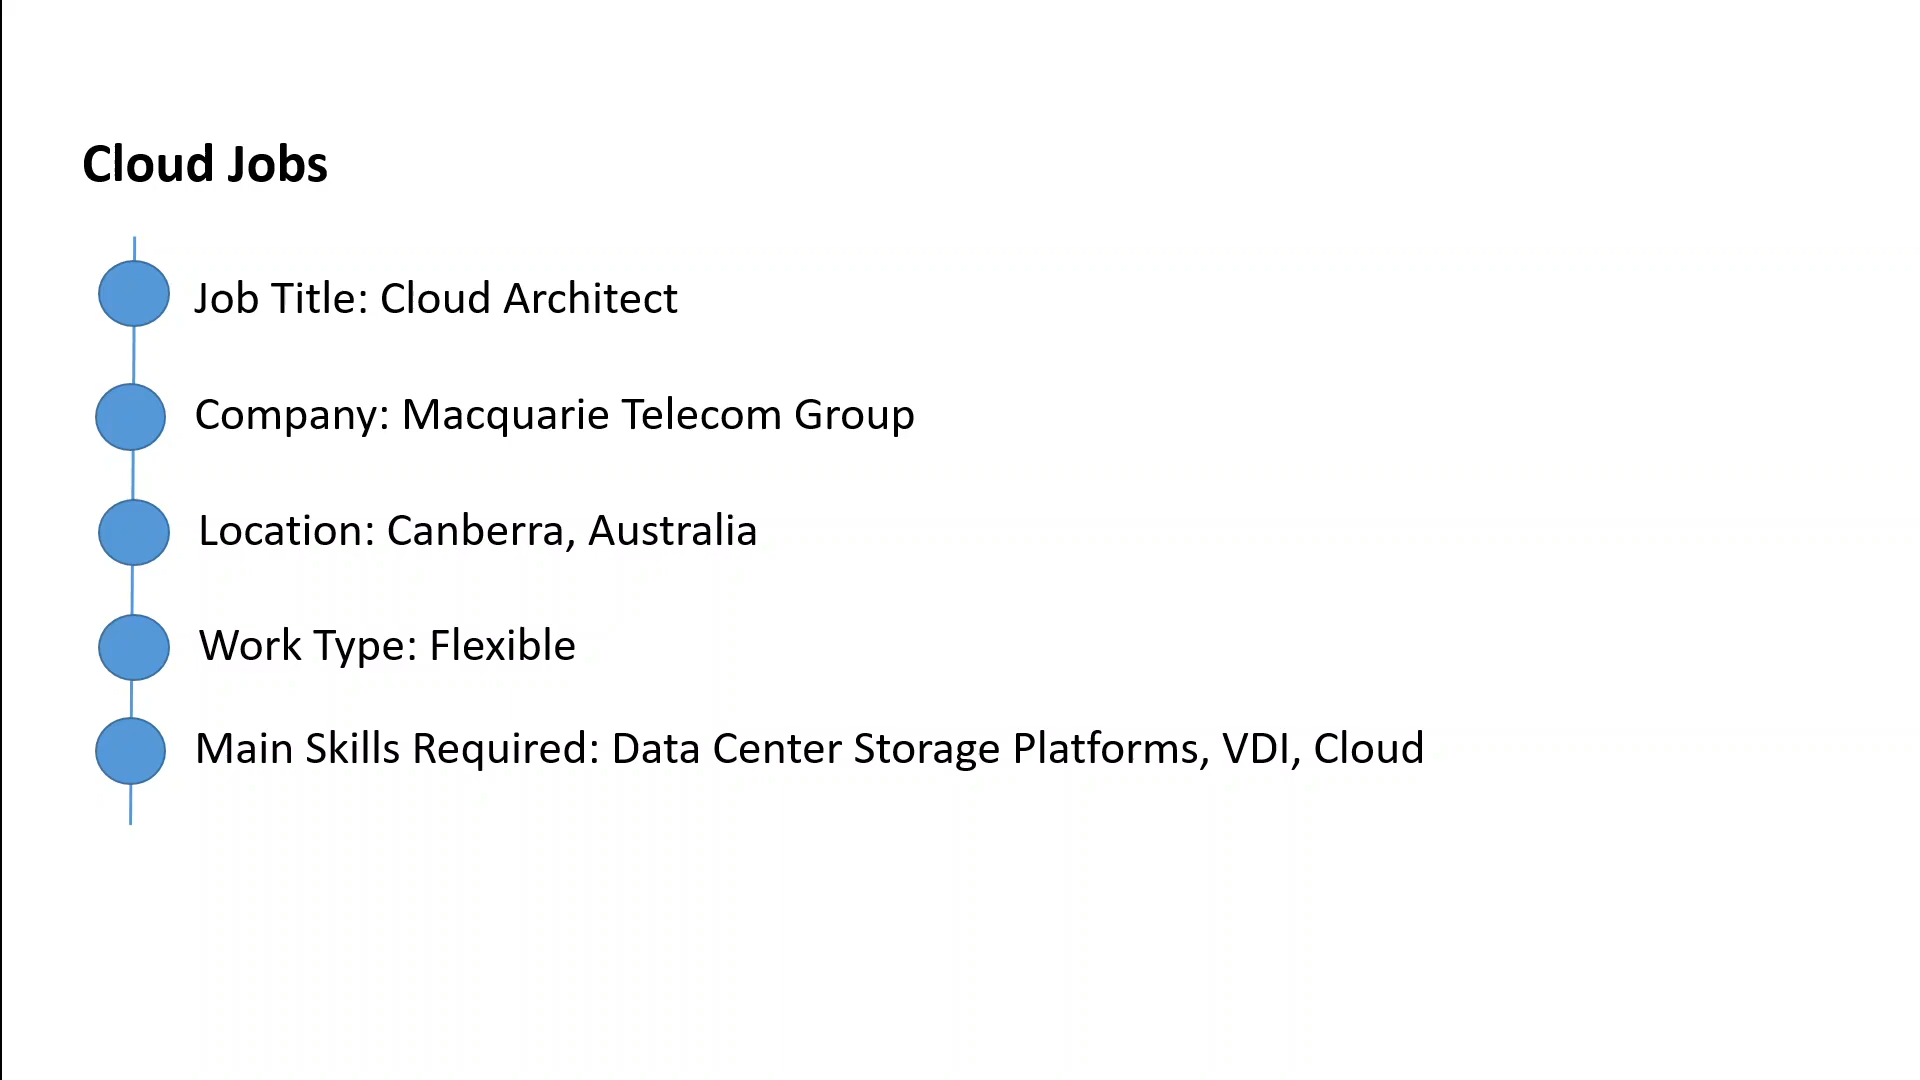 Cloud Jobs
Job Title: Cloud Architect
Company: Macquarie Telecom Group
Location: Canberra, Australia
Work Type: Flexible
Main Skills Required: Data Center Storage Platforms, VDI, Cloud